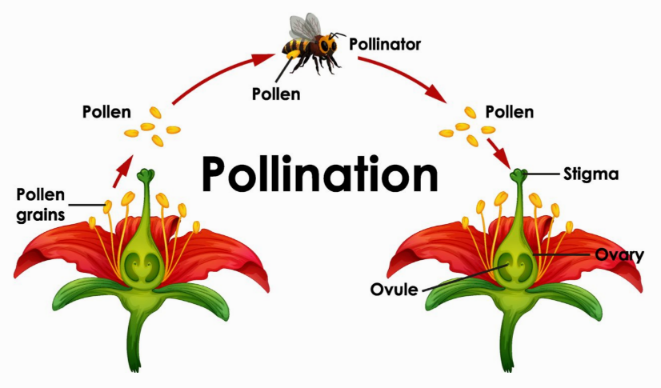 Pollinator
Pollen
Pollen
Pollen
Pollination
Pollen
grains
Stigma
Ovary
Ovule